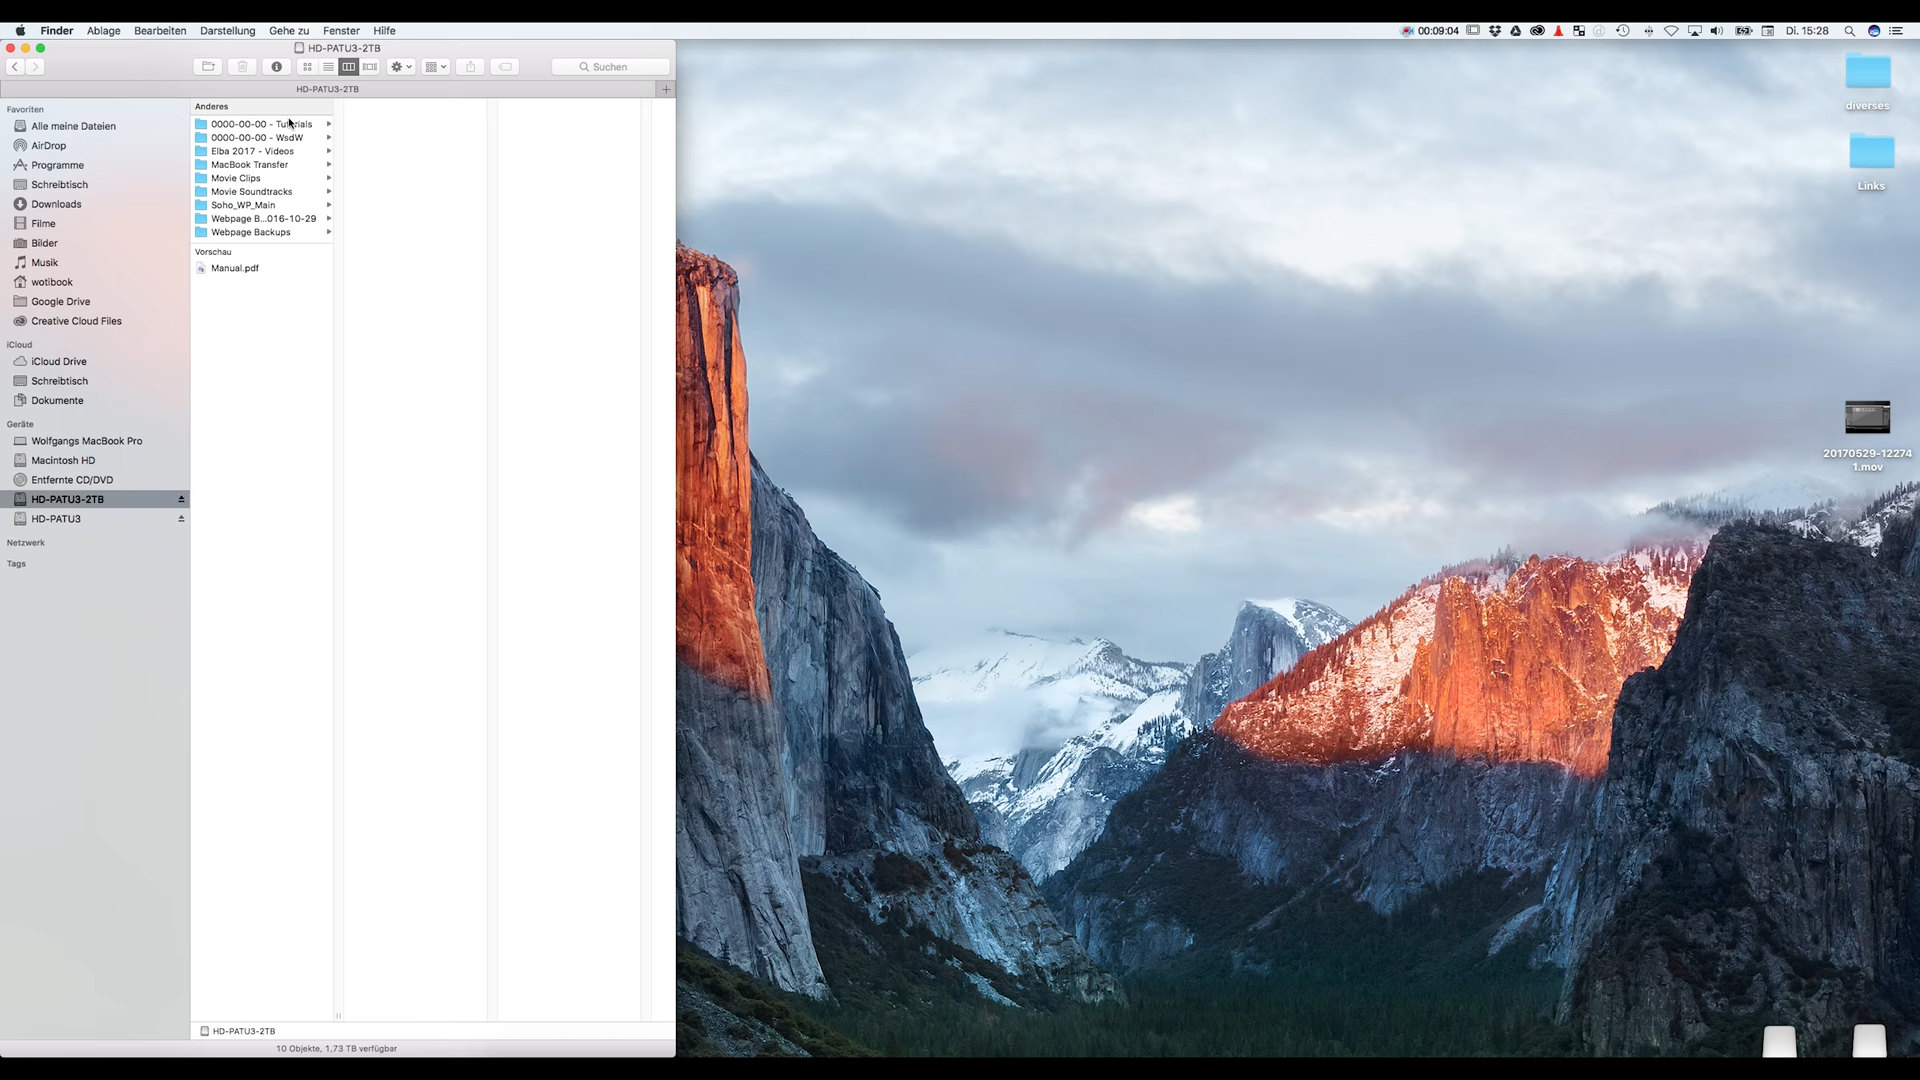 Finder Ablage Bearbeiten Darstellung Gehe zu Fenster Hilfe
00:09:04 Di. 15:28
HD-PATU3-2TB
Suchen
HD-PATU3-2TB
Favoriten
Alle meine Dateien
AirDrop
Programme
Schreibtisch
Downloads
Filme
Bilder
Musik
wotibook
Google Drive
Creative Cloud Files
iCloud
iCloud Drive
Schreibtisch
Dokumente
Geräte
Wolfgangs MacBook Pro
Macintosh HD
Entfernte CD/DVD
HD-PATU3-2TB
HD-PATU3
Netzwerk
Tags
Anderes
0000-00-00 - Tutorials
0000-00-00 - WsdW
Elba 2017 - Videos
MacBook Transfer
Movie Clips
Movie Soundtracks
Soho_WP_Main
Webpage B...016-10-29
Webpage Backups
Vorschau
Manual.pdf
HD-PATU3-2TB
10 Objekte, 1,73 TB verfügbar
diverses
Links
20170529-12274
1.mov